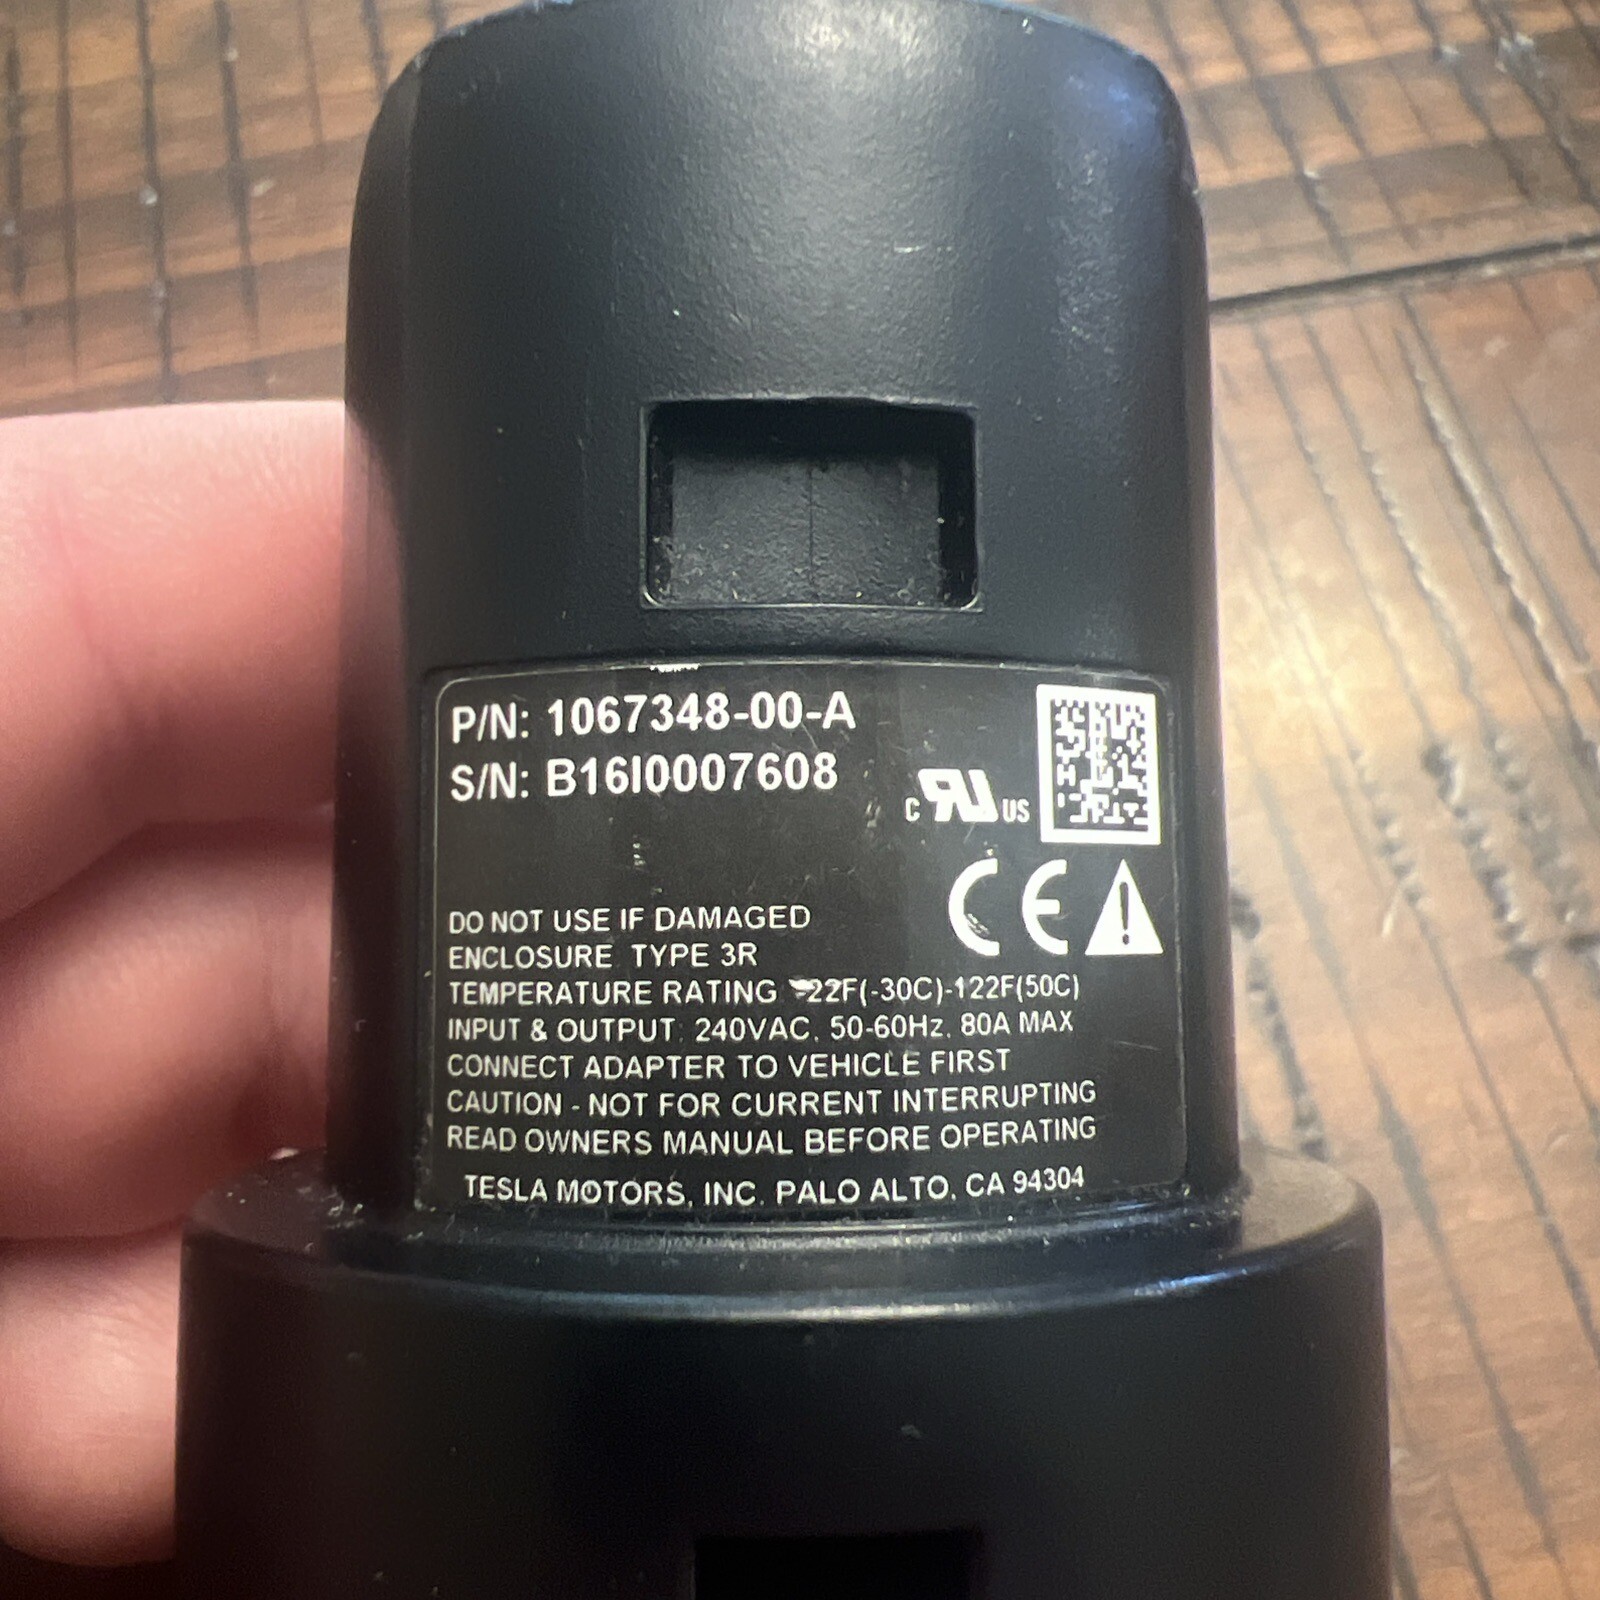 P/N: 1067348-00-A
S/N: B16I0007608
C RU US
CE
DO NOT USE IF DAMAGED
ENCLOSURE TYPE 3R
TEMPERATURE RATING -22F(-30C)-122F(50C)
INPUT & OUTPUT: 240VAC, 50-60Hz, 80A MAX
CONNECT ADAPTER TO VEHICLE FIRST
CAUTION - NOT FOR CURRENT INTERRUPTING
READ OWNERS MANUAL BEFORE OPERATING
TESLA MOTORS, INC. PALO ALTO, CA 94304